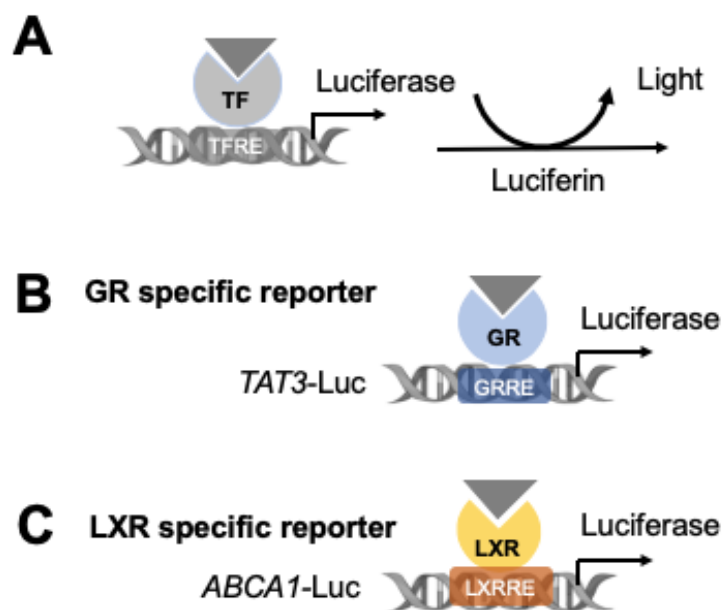 A
TF
TFRE
Luciferase
Light
Luciferin
B GR specific reporter
GR
Luciferase
TAT3-Luc
GRRE
C LXR specific reporter
LXR
Luciferase
ABCA1-Luc
LXRRE